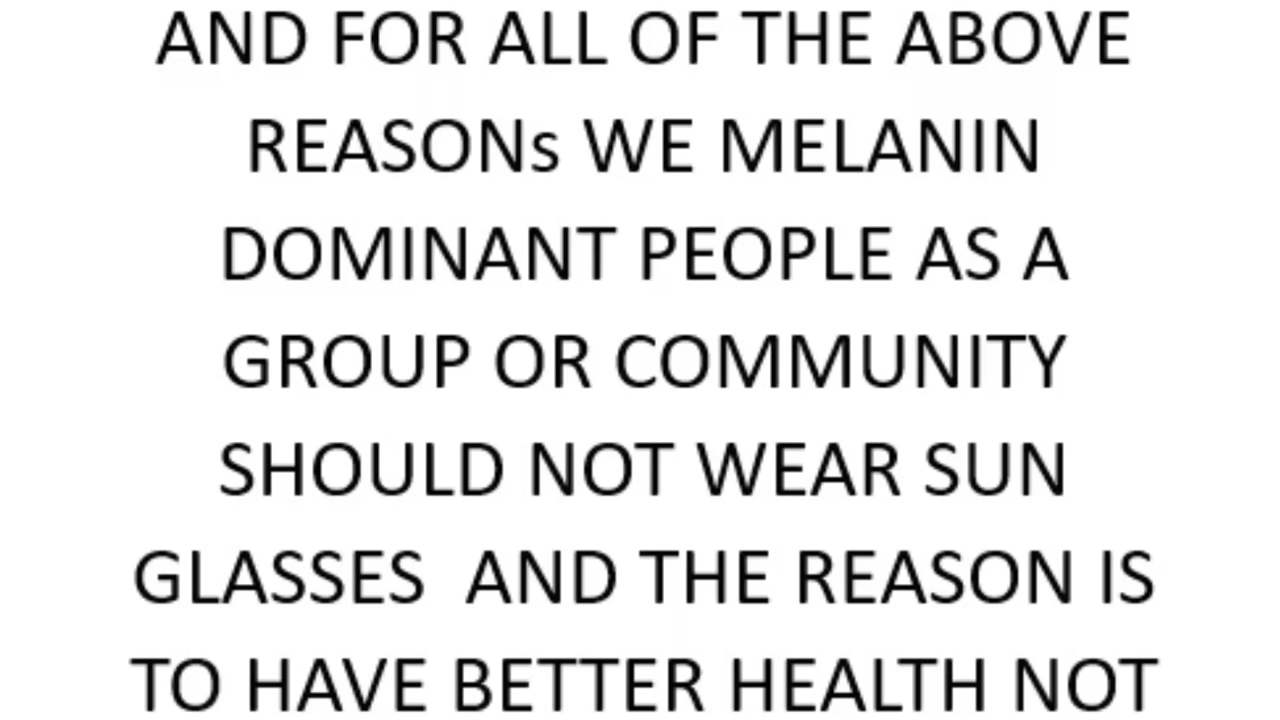 AND FOR ALL OF THE ABOVE
REASONs WE MELANIN
DOMINANT PEOPLE AS A
GROUP OR COMMUNITY
SHOULD NOT WEAR SUN
GLASSES  AND THE REASON IS
TO HAVE BETTER HEALTH NOT